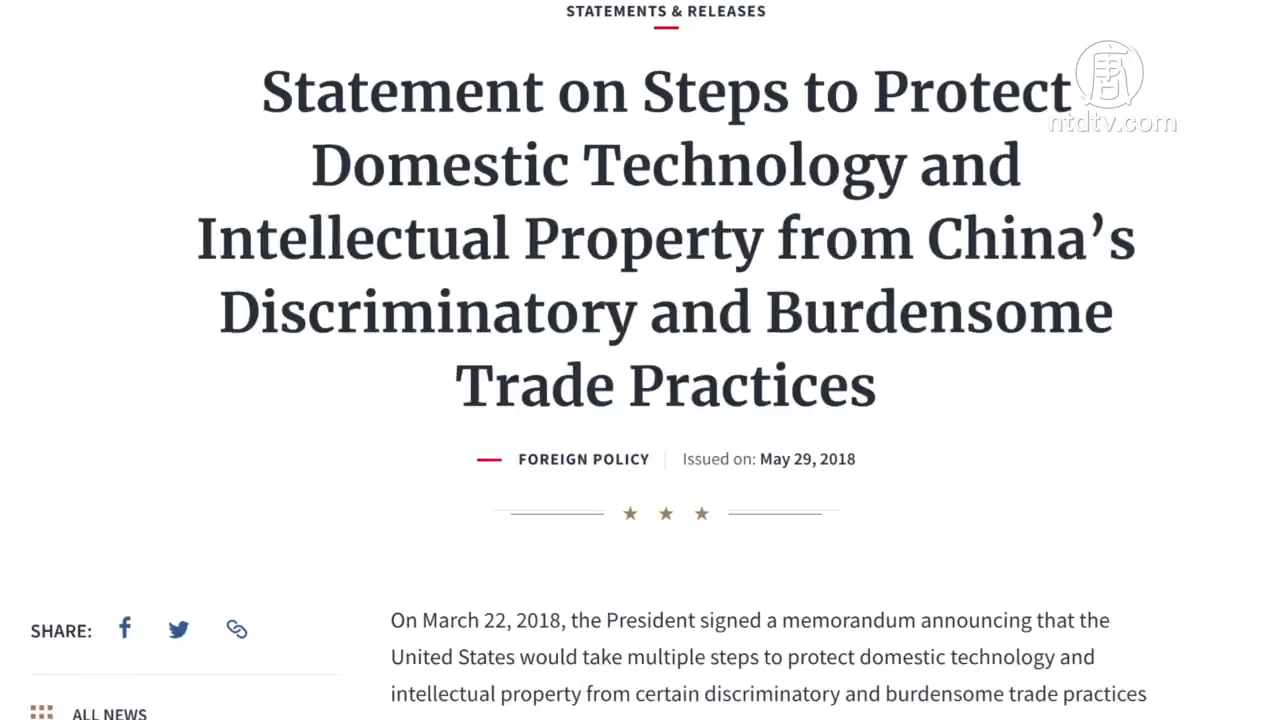 STATEMENTS & RELEASES
Statement on Steps to Protect
Domestic Technology and
Intellectual Property from China’s
Discriminatory and Burdensome
Trade Practices
FOREIGN POLICY
Issued on: May 29, 2018
唐
ntdtv.com
SHARE:
On March 22, 2018, the President signed a memorandum announcing that the
United States would take multiple steps to protect domestic technology and
intellectual property from certain discriminatory and burdensome trade practices
ALL NEWS